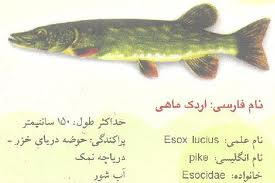 نام فارسی: اردک ماهی
نام علمی: Esox lucius
نام انگلیسی: pike
خانواده: Esocidae
حداکثر طول: ۱۵۰ سانتیمتر
پراکندگی: حوضه دریای خزر -
دریاچه نمک
آب شور